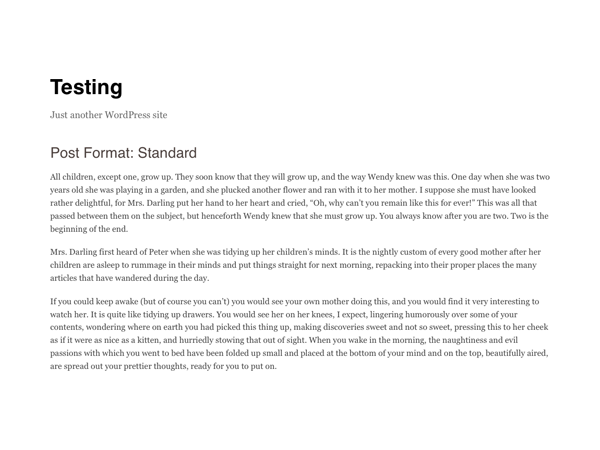 Testing
Just another WordPress site
Post Format: Standard
All children, except one, grow up. They soon know that they will grow up, and the way Wendy knew was this. One day when she was two
years old she was playing in a garden, and she plucked another flower and ran with it to her mother. I suppose she must have looked
rather delightful, for Mrs. Darling put her hand to her heart and cried, “Oh, why can’t you remain like this for ever!” This was all that
passed between them on the subject, but henceforth Wendy knew that she must grow up. You always know after you are two. Two is the
beginning of the end.
Mrs. Darling first heard of Peter when she was tidying up her children’s minds. It is the nightly custom of every good mother after her
children are asleep to rummage in their minds and put things straight for next morning, repacking into their proper places the many
articles that have wandered during the day.
If you could keep awake (but of course you can’t) you would see your own mother doing this, and you would find it very interesting to
watch her. It is quite like tidying up drawers. You would see her on her knees, I expect, lingering humorously over some of your
contents, wondering where on earth you had picked this thing up, making discoveries sweet and not so sweet, pressing this to her cheek
as if it were as nice as a kitten, and hurriedly stowing that out of sight. When you wake in the morning, the naughtiness and evil
passions with which you went to bed have been folded up small and placed at the bottom of your mind and on the top, beautifully aired,
are spread out your prettier thoughts, ready for you to put on.